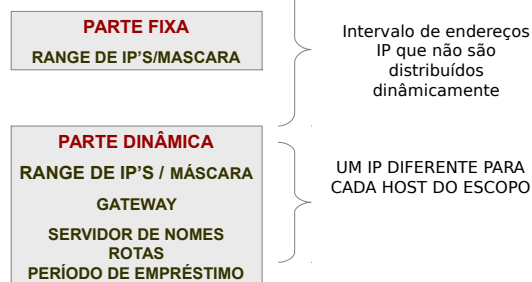 PARTE FIXA
RANGE DE IP'S/MASCARA
Intervalo de endereços
IP que não são
distribuídos
dinâmicamente
PARTE DINÂMICA
RANGE DE IP'S / MÁSCARA
GATEWAY
SERVIDOR DE NOMES
ROTAS
PERÍODO DE EMPRÉSTIMO
UM IP DIFERENTE PARA
CADA HOST DO ESCOPO